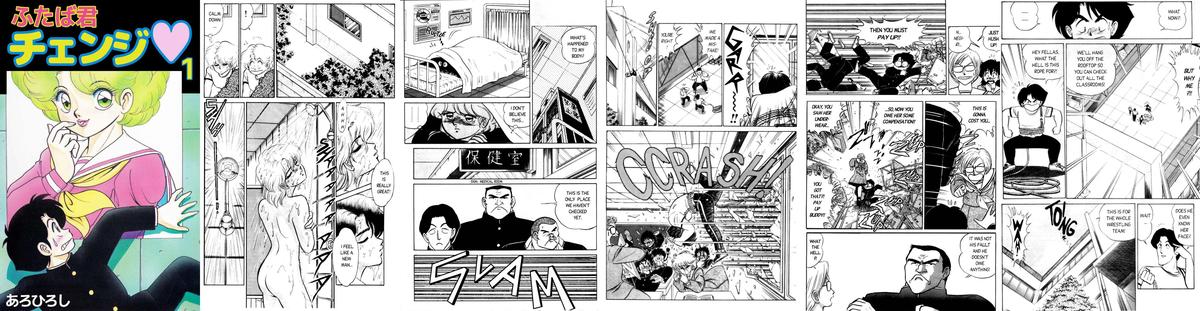 ふたば君
チェンジ♡
1
あろひろし
CALM
DOWN!
THIS IS
REALLY
GREAT!
I FEEL
LIKE A
NEW
MAN...
WHAT'S
HAPPENED
TO MY
BODY?
I DON'T
BELIEVE
THIS...
保健室
SIGN: MEDICAL ROOM
THIS IS THE
ONLY PLACE
WE HAVEN'T
CHECKED
YET.
SLAM
YOU'RE
RIGHT.
WE
MADE A
MIS-
TAKE!
GRRR
CCRASH!
THEN YOU MUST
PAY UP!!
JUST
HUSH
UP!
OKAY, YOU
SAW HER
UNDER-
WEAR...
...SO, NOW YOU
OWE HER SOME
COMPENSATION!
YOU
GOT
THAT?
PAY
UP
BUDDY!
THIS IS
GONNA
COST YOU.
WHAT
THE
HELL
IT WAS NOT
HIS FAULT
AND HE
DOESN'T
OWE
ANYTHING!
WHAT
NOW?!
HEY FELLAS,
WHAT THE
HELL IS THIS
ROPE FOR?!
WE'LL HANG
YOU OFF THE
ROOFTOP SO YOU
CAN CHECK
OUT ALL THE
CLASSROOMS!
BUT
WHY
ME
?!
TONG
THIS IS FOR
THE WHOLE
WRESTLING
TEAM!
WAIT
DOES HE
EVEN
KNOW
HER
FACE?